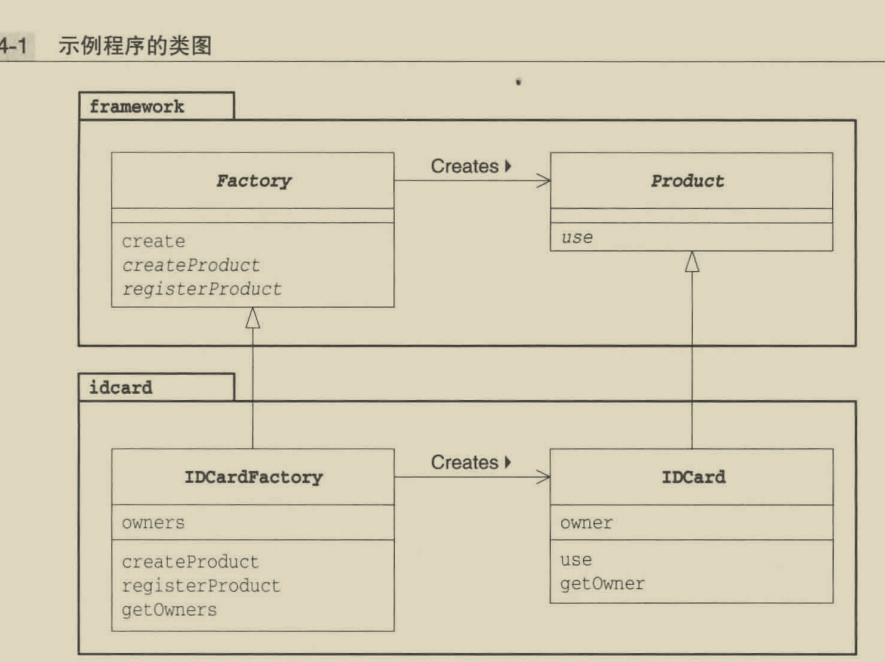 4-1 示例程序的类图
framework
Factory
Creates
Product
create
createProduct
registerProduct
use
idcard
IDCardFactory
Creates
IDCard
owners
owner
createProduct
registerProduct
getOwners
use
getOwner